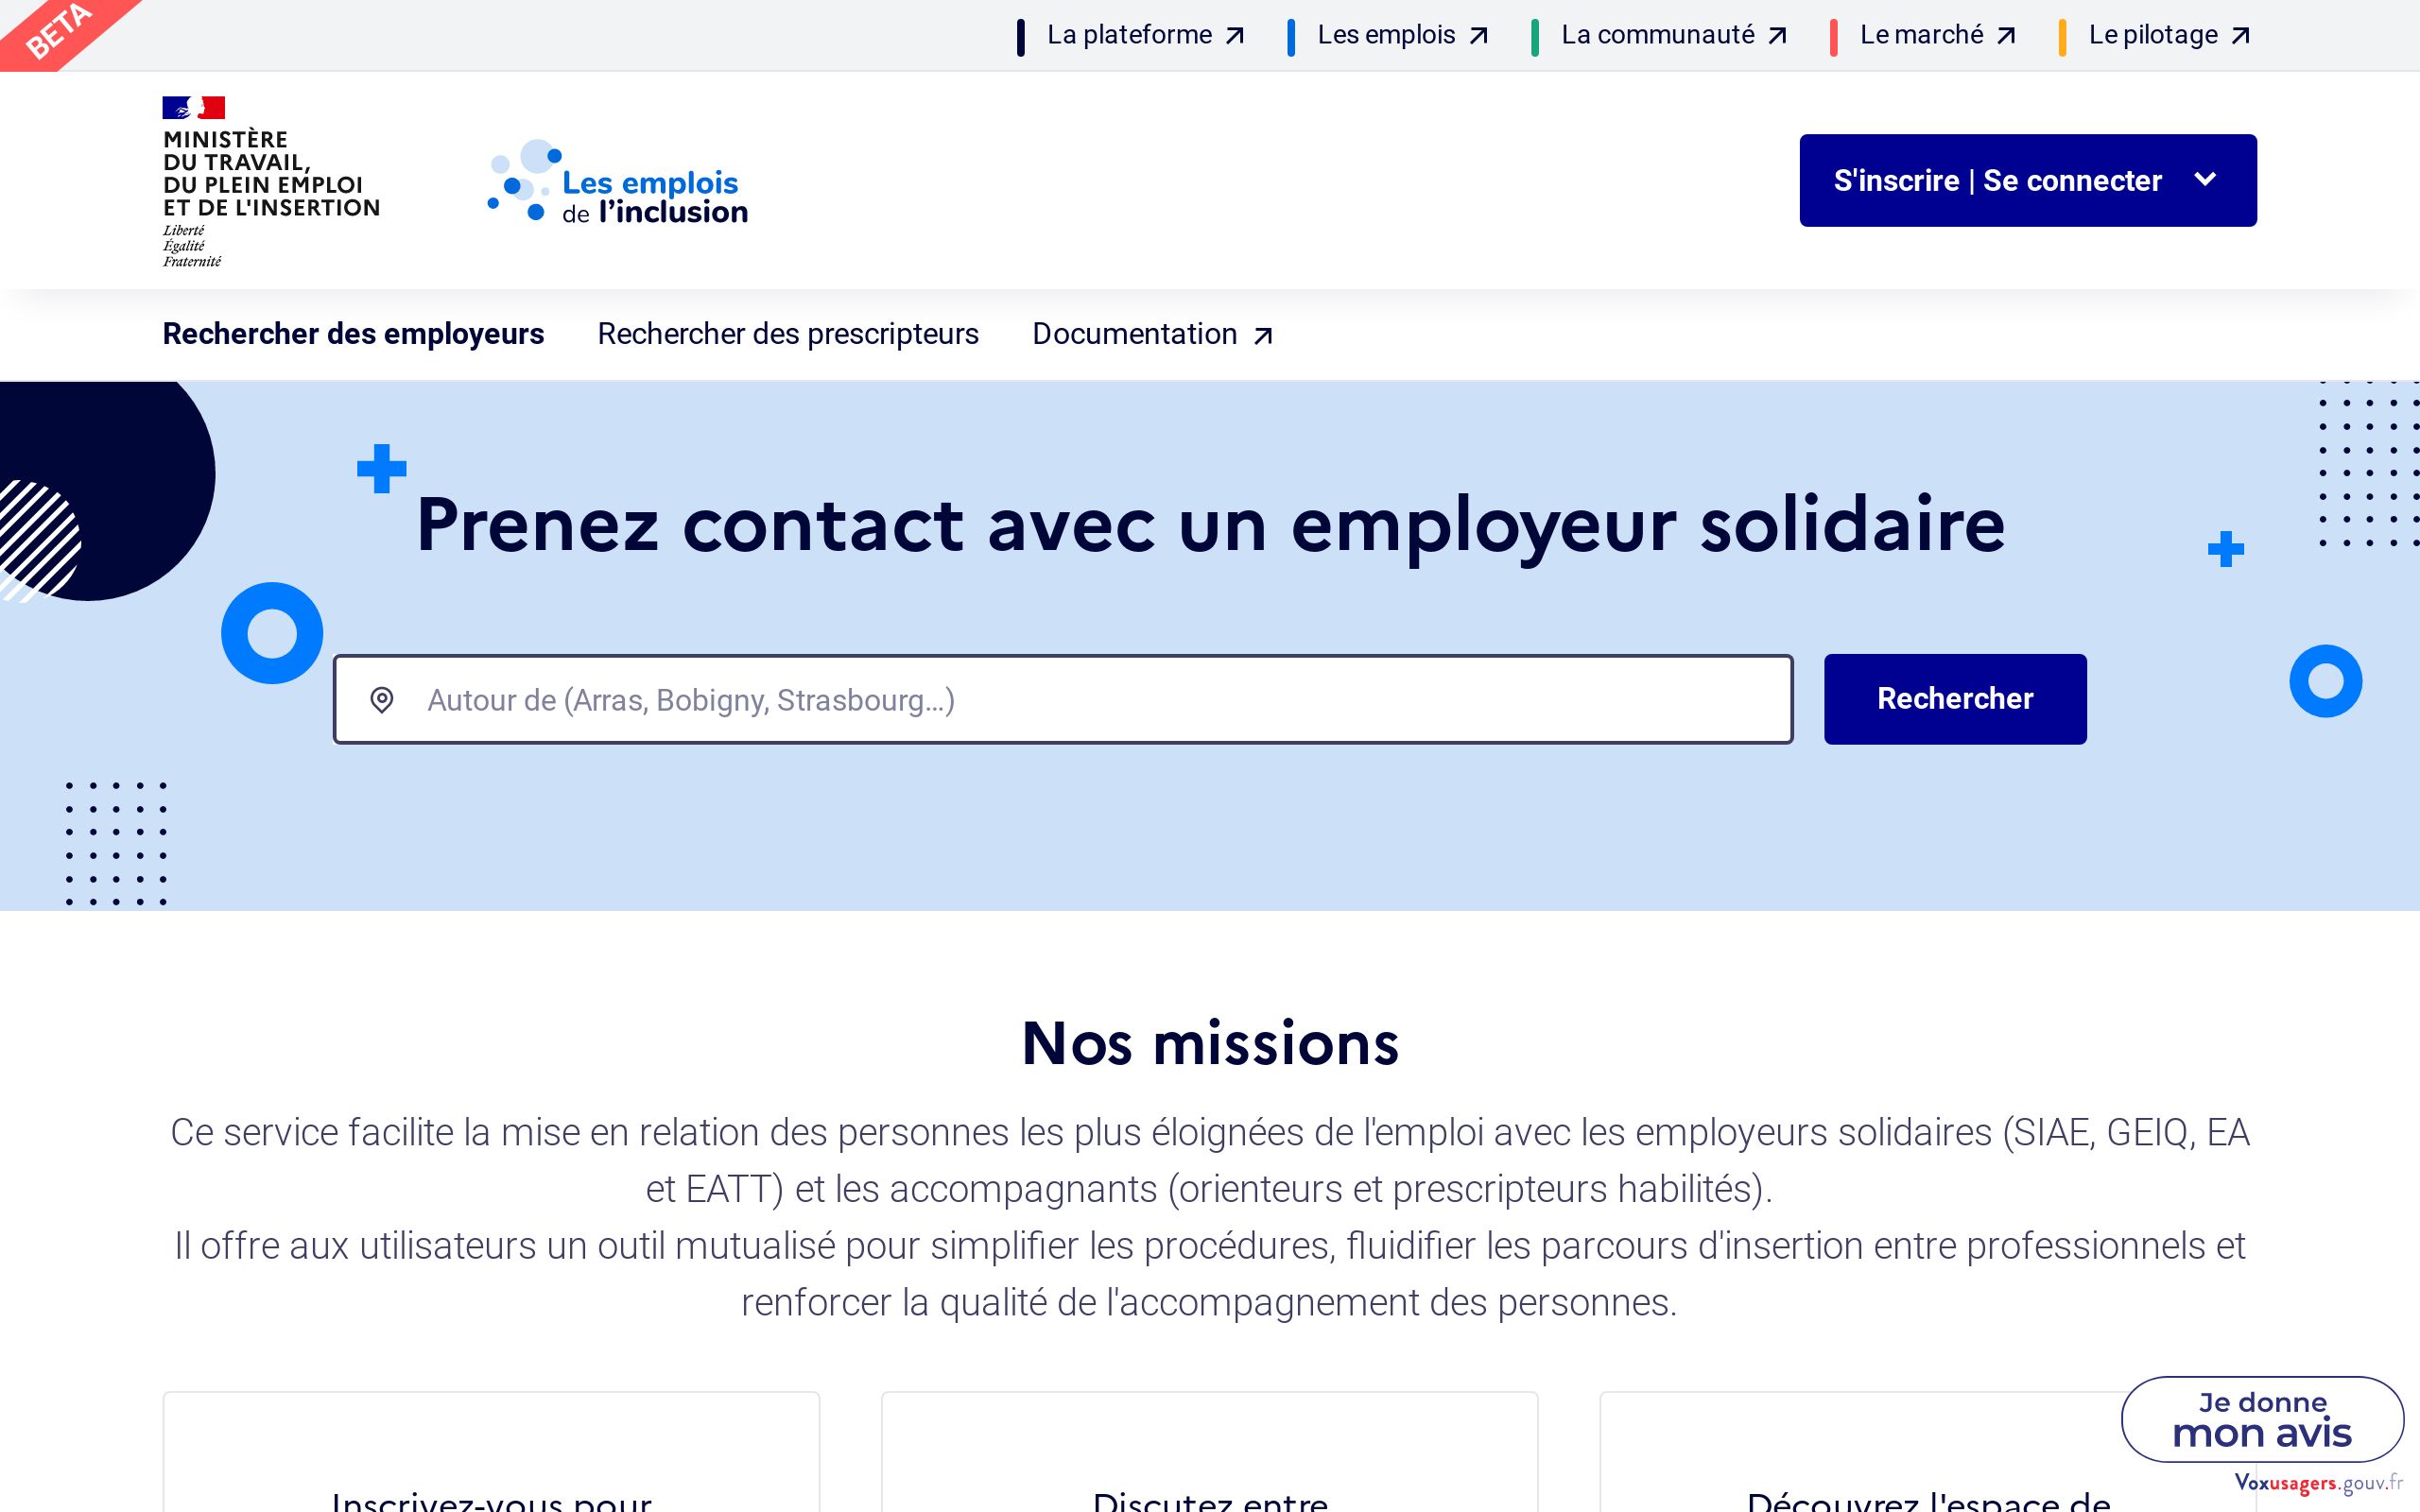 BETA
La plateforme
Les emplois
La communauté
Le marché
Le pilotage
MINISTÈRE
DU TRAVAIL,
DU PLEIN EMPLOI
ET DE L'INSERTION
Liberté
Égalité
Fraternité
Les emplois
de l’inclusion
S'inscrire | Se connecter
Rechercher des employeurs
Rechercher des prescripteurs
Documentation
Prenez contact avec un employeur solidaire
Autour de (Arras, Bobigny, Strasbourg...)
Rechercher
Nos missions
Ce service facilite la mise en relation des personnes les plus éloignées de l'emploi avec les employeurs solidaires (SIAE, GEIQ, EA
et EATT) et les accompagnants (orienteurs et prescripteurs habilités).
Il offre aux utilisateurs un outil mutualisé pour simplifier les procédures, fluidifier les parcours d'insertion entre professionnels et
renforcer la qualité de l'accompagnement des personnes.
Inscrivez-vous pour
Discutez entre
Découvrez l'espace de
Je donne
mon avis
Voxusagers.gouv.fr